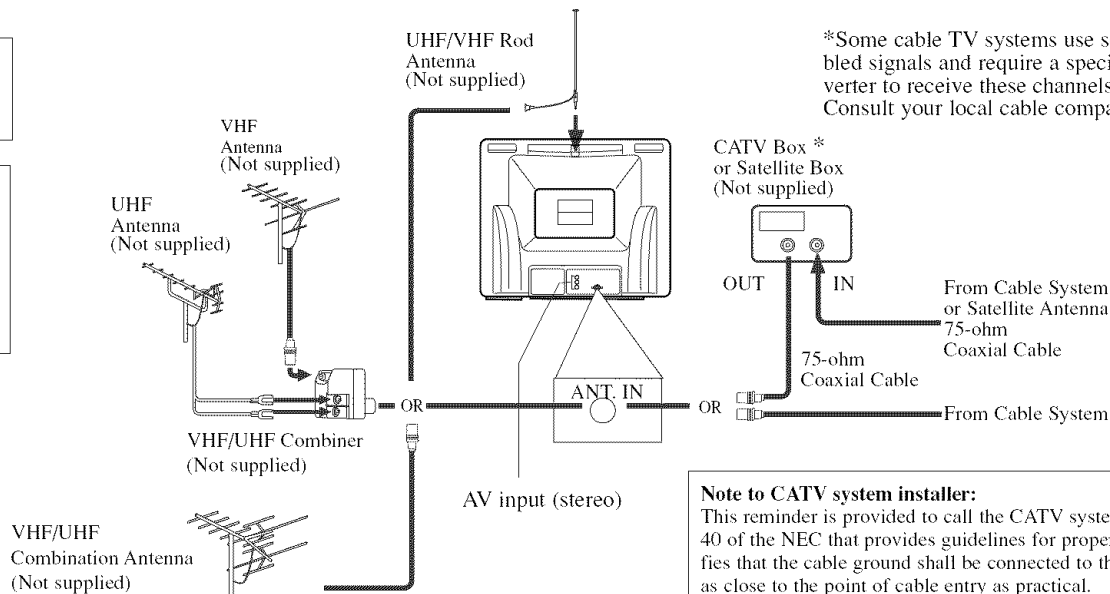 UHF/VHF Rod
Antenna
(Not supplied)
*Some cable TV systems use
bled signals and require a
verter to receive these channels
Consult your local cable
VHF
Antenna
(Not supplied)
CATV Box *
or Satellite Box
(Not supplied)
UHF
Antenna
(Not supplied)
OUT
IN
From Cable System
or Satellite Antenna
75-ohm
Coaxial Cable
75-ohm
Coaxial Cable
ANT. IN
OR
OR
From Cable System
VHF/UHF Combiner
(Not supplied)
AV input (stereo)
VHF/UHF
Combination Antenna
(Not supplied)
Note to CATV system installer:
This reminder is provided to call the CATV
40 of the NEC that provides guidelines for
fies that the cable ground shall be connected to
as close to the point of cable entry as practical.